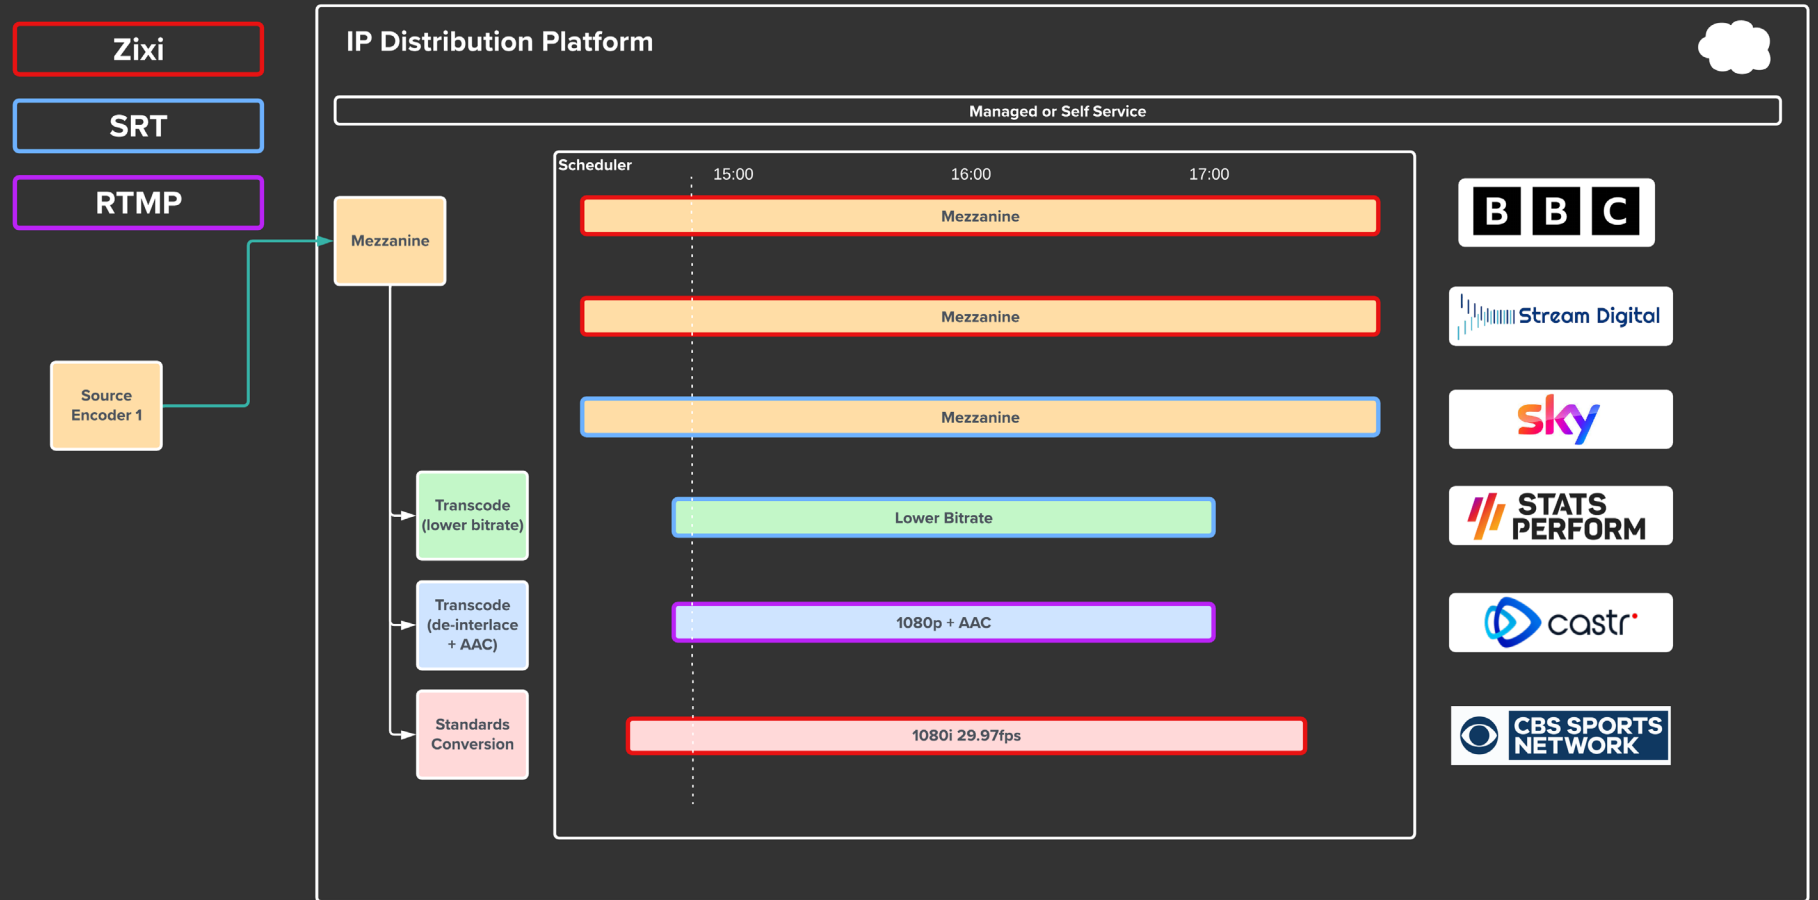 Zixi
SRT
RTMP
IP Distribution Platform
Managed or Self Service
Scheduler
15:00 16:00 17:00
Mezzanine
Source
Encoder 1
Mezzanine
BBC
Mezzanine
Stream Digital
Mezzanine
sky
Transcode
(lower bitrate)
Lower Bitrate
STATS
PERFORM
Transcode
(de-interlace
+ AAC)
1080p + AAC
castr
Standards
Conversion
1080i 29.97fps
CBS SPORTS
NETWORK